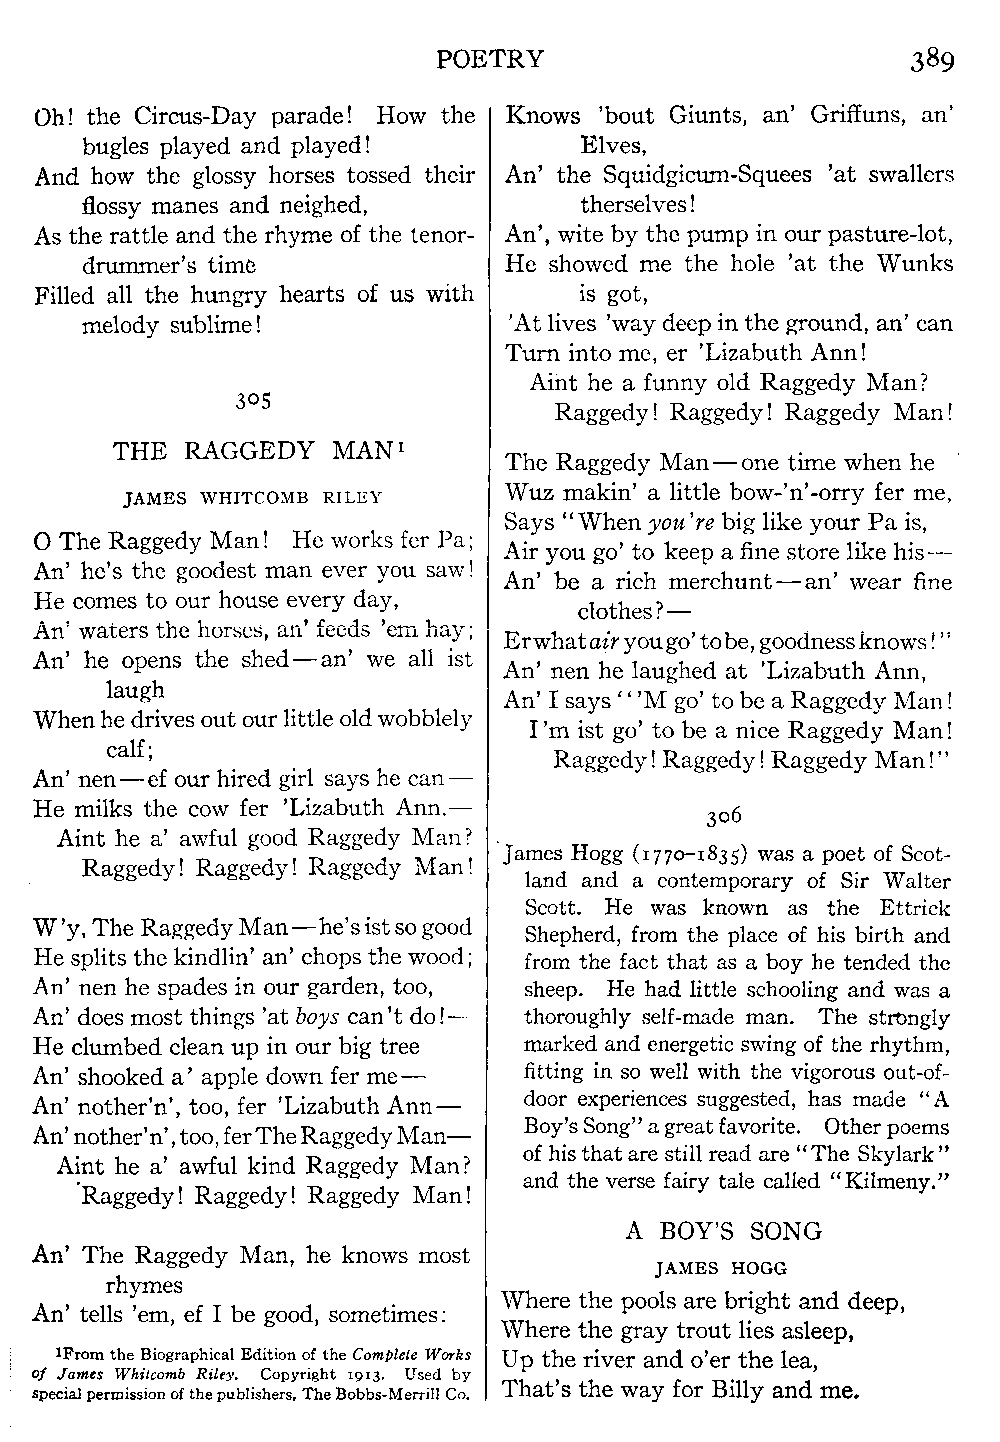 POETRY 389
Oh! the Circus-Day parade! How the
bugles played and played!
And how the glossy horses tossed their
flossy manes and neighed,
As the rattle and the rhyme of the tenor-
drummer's time
Filled all the hungry hearts of us with
melody sublime!
305
THE RAGGEDY MAN¹
JAMES WHITCOMB RILEY
O The Raggedy Man! He works fer Pa;
An' he's the goodest man ever you saw!
He comes to our house every day,
An' waters the horses, an' feeds 'em hay;
An' he opens the shed—an' we all ist
laugh
When he drives out our little old wobblely
calf;
An' nen—ef our hired girl says he can—
He milks the cow fer 'Lizabuth Ann.—
Aint he a' awful good Raggedy Man?
Raggedy! Raggedy! Raggedy Man!
W'y, The Raggedy Man—he's ist so good
He splits the kindlin' an' chops the wood;
An' nen he spades in our garden, too,
An' does most things 'at boys can't do!—
He clumbed clean up in our big tree
An' shooked a' apple down fer me—
An' nother'n', too, fer 'Lizabuth Ann—
An' nother'n', too, fer The Raggedy Man—
Aint he a' awful kind Raggedy Man?
Raggedy! Raggedy! Raggedy Man!
An' The Raggedy Man, he knows most
rhymes
An' tells 'em, ef I be good, sometimes:
¹From the Biographical Edition of the Complete Works
of James Whitcomb Riley. Copyright 1913. Used by
special permission of the publishers, The Bobbs-Merrill Co.
Knows 'bout Giunts, an' Griffuns, an'
Elves,
An' the Squidgicum-Squees 'at swallers
therselves!
An', wite by the pump in our pasture-lot,
He showed me the hole 'at the Wunks
is got,
'At lives 'way deep in the ground, an' can
Turn into me, er 'Lizabuth Ann!
Aint he a funny old Raggedy Man?
Raggedy! Raggedy! Raggedy Man!
The Raggedy Man—one time when he
Wuz makin' a little bow-'n'-orry fer me,
Says "When you're big like your Pa is,
Air you go' to keep a fine store like his—
An' be a rich merchunt—an' wear fine
clothes?—
Er what air you go' to be, goodness knows!"
An' nen he laughed at 'Lizabuth Ann,
An' I says "'M go' to be a Raggedy Man!
I'm ist go' to be a nice Raggedy Man!
Raggedy! Raggedy! Raggedy Man!"
306
James Hogg (1770-1835) was a poet of Scot-
land and a contemporary of Sir Walter
Scott. He was known as the Ettrick
Shepherd, from the place of his birth and
from the fact that as a boy he tended the
sheep. He had little schooling and was a
thoroughly self-made man. The strongly
marked and energetic swing of the rhythm,
fitting in so well with the vigorous out-of-
door experiences suggested, has made "A
Boy's Song" a great favorite. Other poems
of his that are still read are "The Skylark"
and the verse fairy tale called "Kilmeny."
A BOY'S SONG
JAMES HOGG
Where the pools are bright and deep,
Where the gray trout lies asleep,
Up the river and o'er the lea,
That's the way for Billy and me.